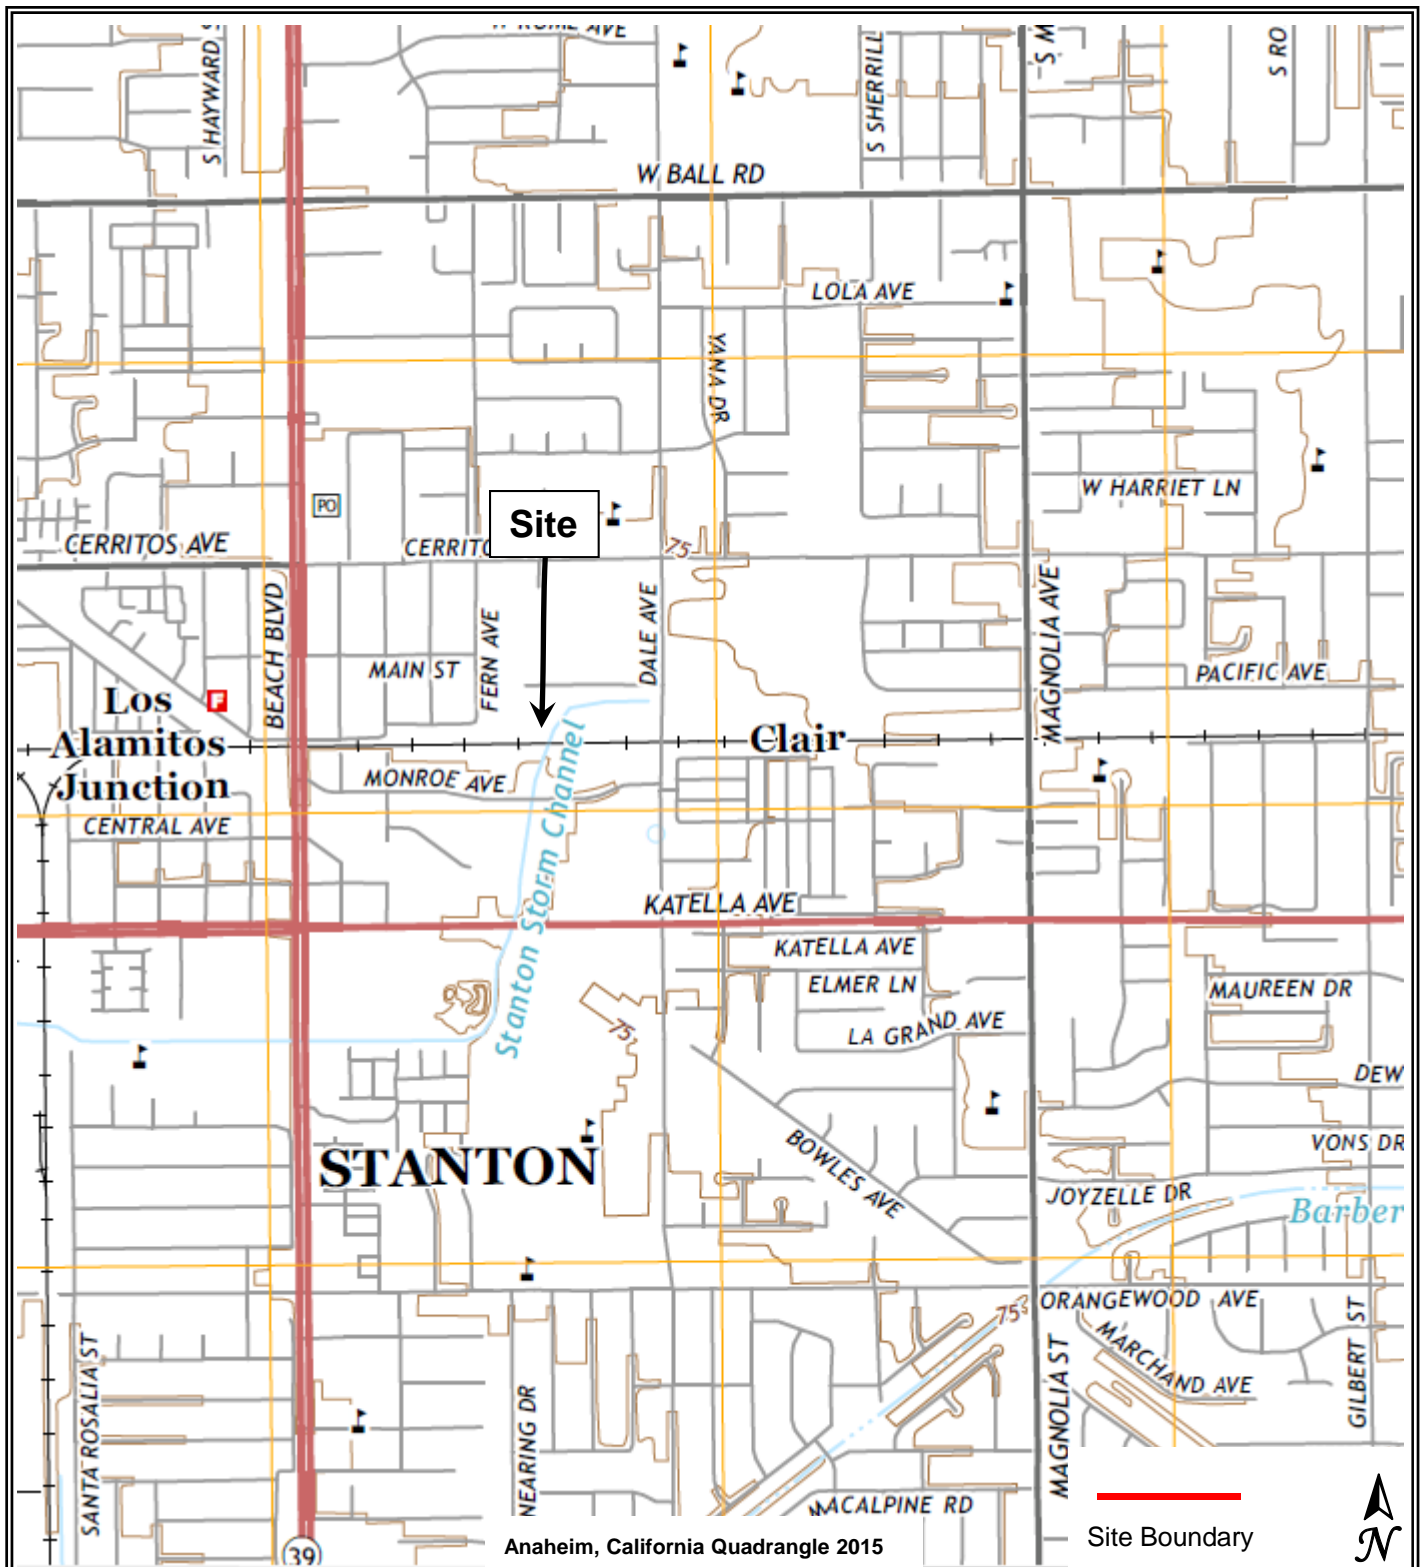 W ROME AVE
S HAYWARD S
S SHERRILL
S M
S RO
W BALL RD
LOLA AVE
YANA DR
W HARRIET LN
PO
Site
CERRITOS AVE
CERRITO
75
BEACH BLVD
FERN AVE
DALE AVE
MAGNOLIA AVE
MAIN ST
PACIFIC AVE
F
Los
Alamitos
Junction
Clair
MONROE AVE
CENTRAL AVE
Stanton Storm Channel
KATELLA AVE
KATELLA AVE
ELMER LN
MAUREEN DR
LA GRAND AVE
75
DEW
STANTON
BOWLES AVE
VONS DR
JOYZELLE DR
Barber
ORANGEWOOD AVE
75
MARCHAND AVE
GILBERT ST
SANTA ROSALIA ST
NEARING DR
MAGNOLIA ST
MACALPINE RD
39
Anaheim, California Quadrangle 2015
Site Boundary
N